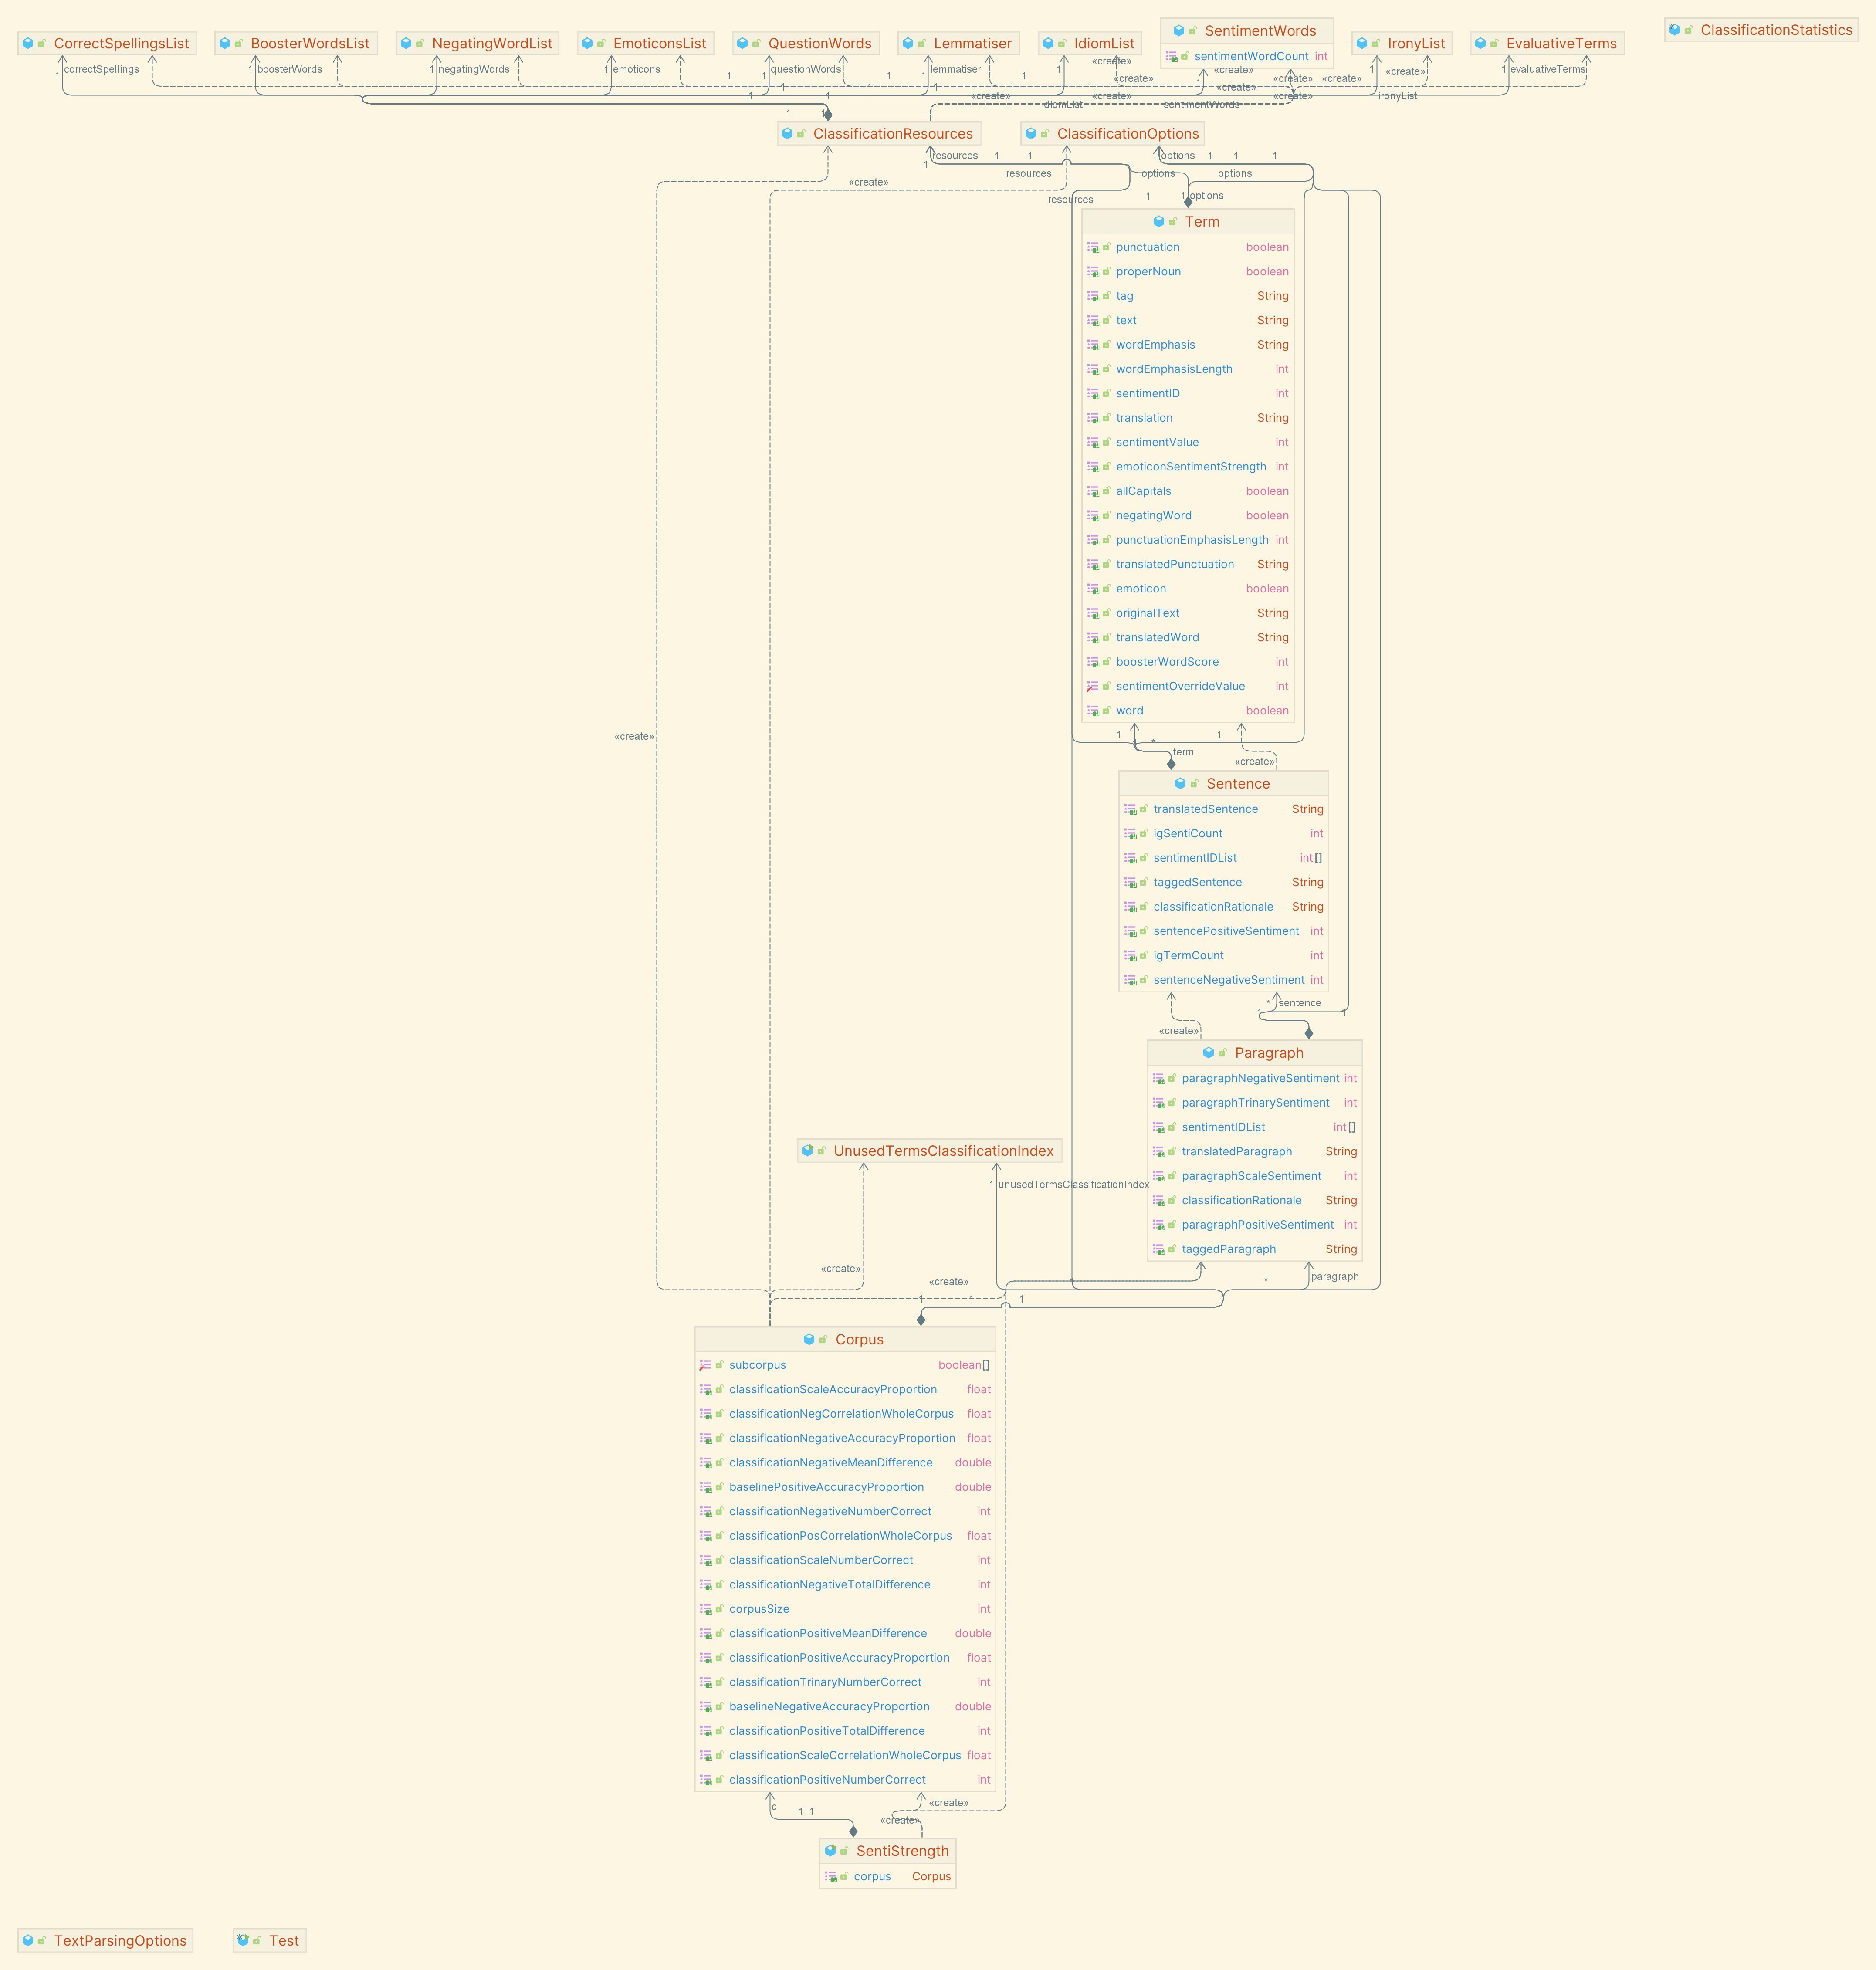 CorrectSpellingsList
BoosterWordsList
NegatingWordList
EmoticonsList
QuestionWords
Lemmatiser
IdiomList
SentimentWords
sentimentWordCount int
IronyList
EvaluativeTerms
ClassificationStatistics
1 correctSpellings
1 boosterWords
1 negatingWords
1 emoticons
1 questionWords
1 lemmatiser
1
«create»
«create»
«create»
1
«create»
«create»
1
«create»
1 evaluativeTerms
1
1
1
1
1
1
1
1
1
«create»
«create»
«create»
«create»
idiomList
sentimentWords
ironyList
1
1
ClassificationResources
ClassificationOptions
1 resources
1
1
1 options
1
1
1
resources
options
options
«create»
resources
1
1 options
Term
punctuation boolean
properNoun boolean
tag String
text String
wordEmphasis String
wordEmphasisLength int
sentimentID int
translation String
sentimentValue int
emoticonSentimentStrength int
allCapitals boolean
negatingWord boolean
punctuationEmphasisLength int
translatedPunctuation String
emoticon boolean
originalText String
translatedWord String
boosterWordScore int
sentimentOverrideValue int
word boolean
«create»
1
1
*
1
term
«create»
Sentence
translatedSentence String
igSentiCount int
sentimentIDList int[]
taggedSentence String
classificationRationale String
sentencePositiveSentiment int
igTermCount int
sentenceNegativeSentiment int
* sentence
1
1
«create»
Paragraph
paragraphNegativeSentiment int
paragraphTrinarySentiment int
sentimentIDList int[]
translatedParagraph String
paragraphScaleSentiment int
classificationRationale String
paragraphPositiveSentiment int
taggedParagraph String
UnusedTermsClassificationIndex
1 unusedTermsClassificationIndex
«create»
«create»
1
* paragraph
1
1
1
Corpus
subcorpus boolean[]
classificationScaleAccuracyProportion float
classificationNegCorrelationWholeCorpus float
classificationNegativeAccuracyProportion float
classificationNegativeMeanDifference double
baselinePositiveAccuracyProportion double
classificationNegativeNumberCorrect int
classificationPosCorrelationWholeCorpus float
classificationScaleNumberCorrect int
classificationNegativeTotalDifference int
corpusSize int
classificationPositiveMeanDifference double
classificationPositiveAccuracyProportion float
classificationTrinaryNumberCorrect int
baselineNegativeAccuracyProportion double
classificationPositiveTotalDifference int
classificationScaleCorrelationWholeCorpus float
classificationPositiveNumberCorrect int
c
1 1
«create»
«create»
SentiStrength
corpus Corpus
TextParsingOptions
Test